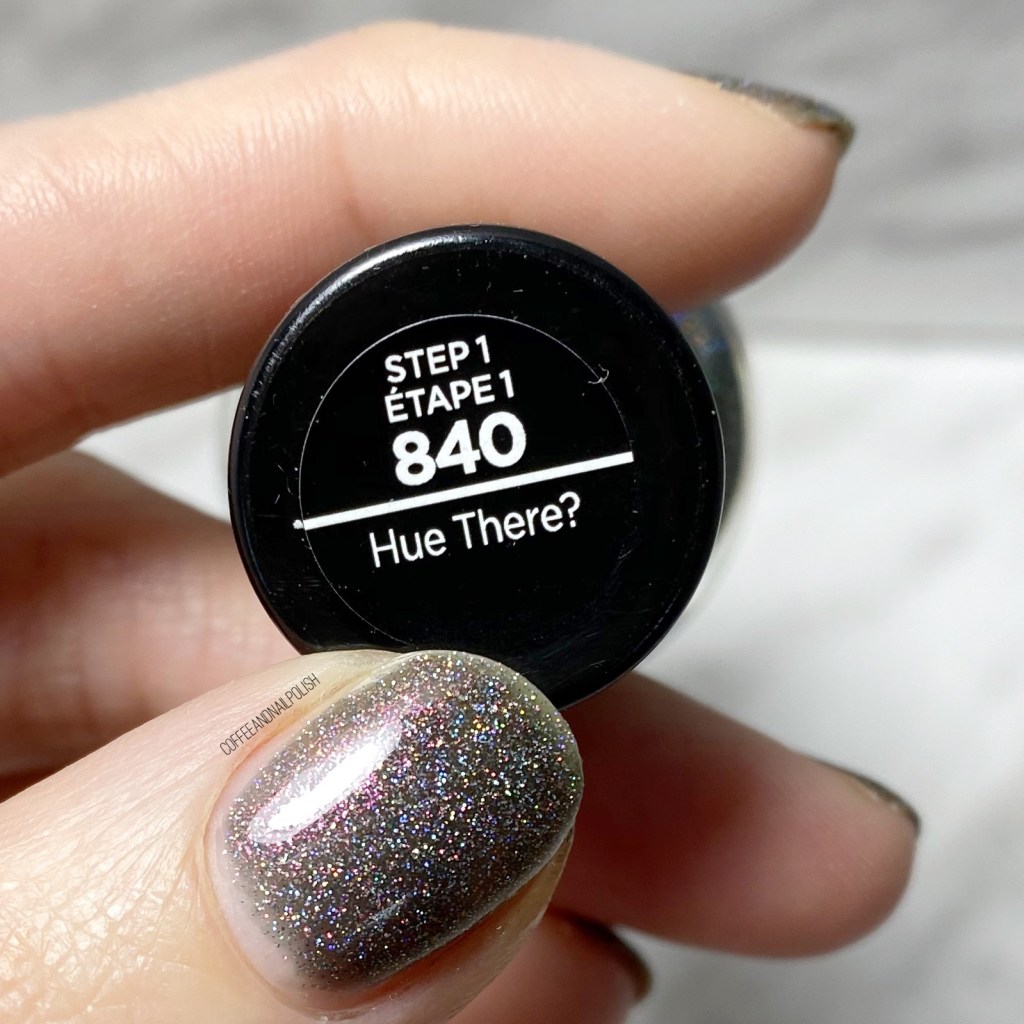 STEP 1
ÉTAPE 1
840
Hue There?
COFFEEANDNAILPOLISH